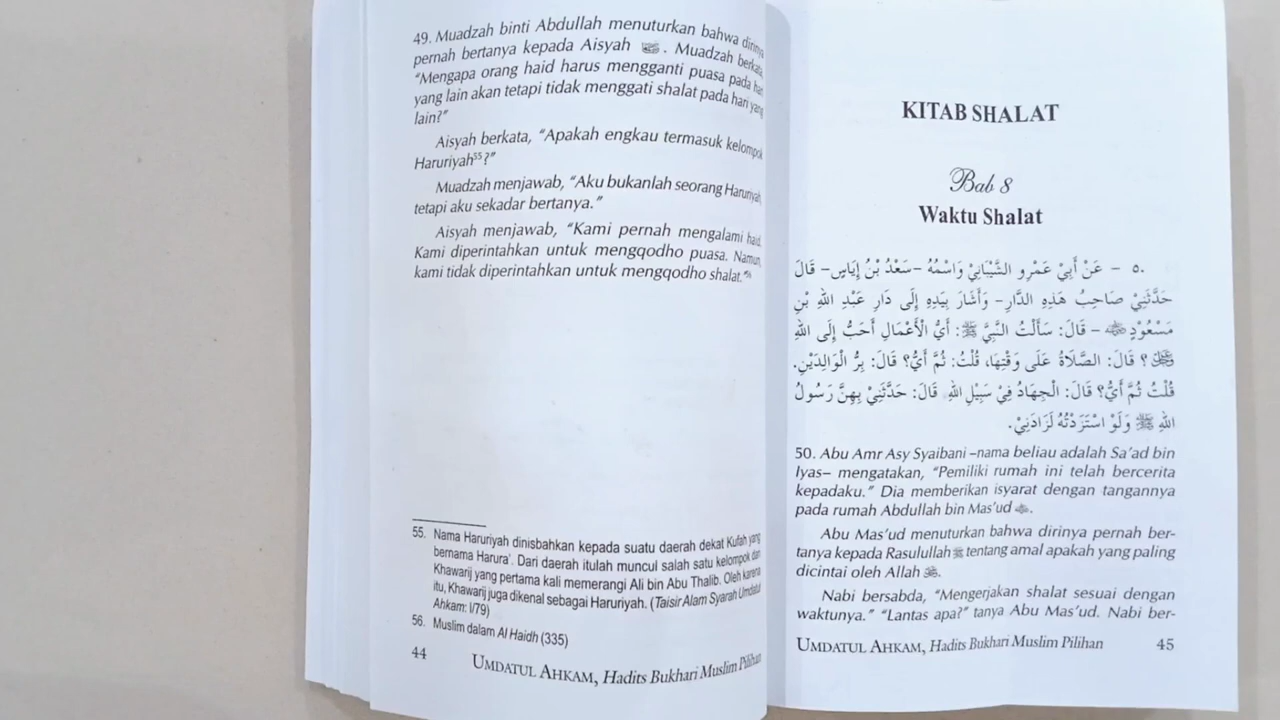 49. Muadzah binti Abdullah menuturkan bahwa dirinya
pernah bertanya kepada Aisyah . Muadzah berkata,
"Mengapa orang haid harus mengganti puasa pada hari
yang lain akan tetapi tidak menggati shalat pada hari yang
lain?"
Aisyah berkata, "Apakah engkau termasuk kelompok
Haruriyah55?"
Muadzah menjawab, "Aku bukanlah seorang Haruriyah,
tetapi aku sekadar bertanya."
Aisyah menjawab, "Kami pernah mengalami haid.
Kami diperintahkan untuk mengqodho puasa. Namun,
kami tidak diperintahkan untuk mengqodho shalat."56
55. Nama Haruriyah dinisbahkan kepada suatu daerah dekat Kufah yang
bernama Harura'. Dari daerah itulah muncul salah satu kelompok dari
Khawarij yang pertama kali memerangi Ali bin Abu Thalib. Oleh karena
itu, Khawarij juga dikenal sebagai Haruriyah. (Taisir Alam Syarah Umdatul
Ahkam: I/79)
56. Muslim dalam Al Haidh (335)
44 UMDATUL AHKAM, Hadits Bukhari Muslim Pilihan
KITAB SHALAT
Bab 8
Waktu Shalat
٥٠. – عَنْ أَبِيْ عَمْرِو الشَّيْبَانِيْ وَاسْمُهُ –سَعْدُ بْنُ إِيَاسٍ– قَالَ
حَدَّثَنِيْ صَاحِبُ هَذِهِ الدَّارِ– وَأَشَارَ بِيَدِهِ إِلَى دَارِ عَبْدِ اللهِ بْنِ
مَسْعُوْدٍ ﵁ – قَالَ: سَأَلْتُ النَّبِيَّ ﷺ: أَيُّ الْأَعْمَالِ أَحَبُّ إِلَى اللهِ
؟ قَالَ: الصَّلَاةُ عَلَى وَقْتِهَا، قُلْتُ: ثُمَّ أَيُّ؟ قَالَ: بِرُّ الْوَالِدَيْنِ.
قُلْتُ ثُمَّ أَيُّ؟ قَالَ: الْجِهَادُ فِيْ سَبِيْلِ اللهِ. قَالَ: حَدَّثَنِيْ بِهِنَّ رَسُولُ
اللهِ ﷺ وَلَوْ اسْتَزَدْتُهُ لَزَادَنِيْ.
50. Abu Amr Asy Syaibani –nama beliau adalah Sa'ad bin
Iyas– mengatakan, "Pemiliki rumah ini telah bercerita
kepadaku." Dia memberikan isyarat dengan tangannya
pada rumah Abdullah bin Mas'ud .
Abu Mas'ud menuturkan bahwa dirinya pernah ber-
tanya kepada Rasulullah ﷺ tentang amal apakah yang paling
dicintai oleh Allah .
Nabi bersabda, "Mengerjakan shalat sesuai dengan
waktunya." "Lantas apa?" tanya Abu Mas'ud. Nabi ber-
UMDATUL AHKAM, Hadits Bukhari Muslim Pilihan 45